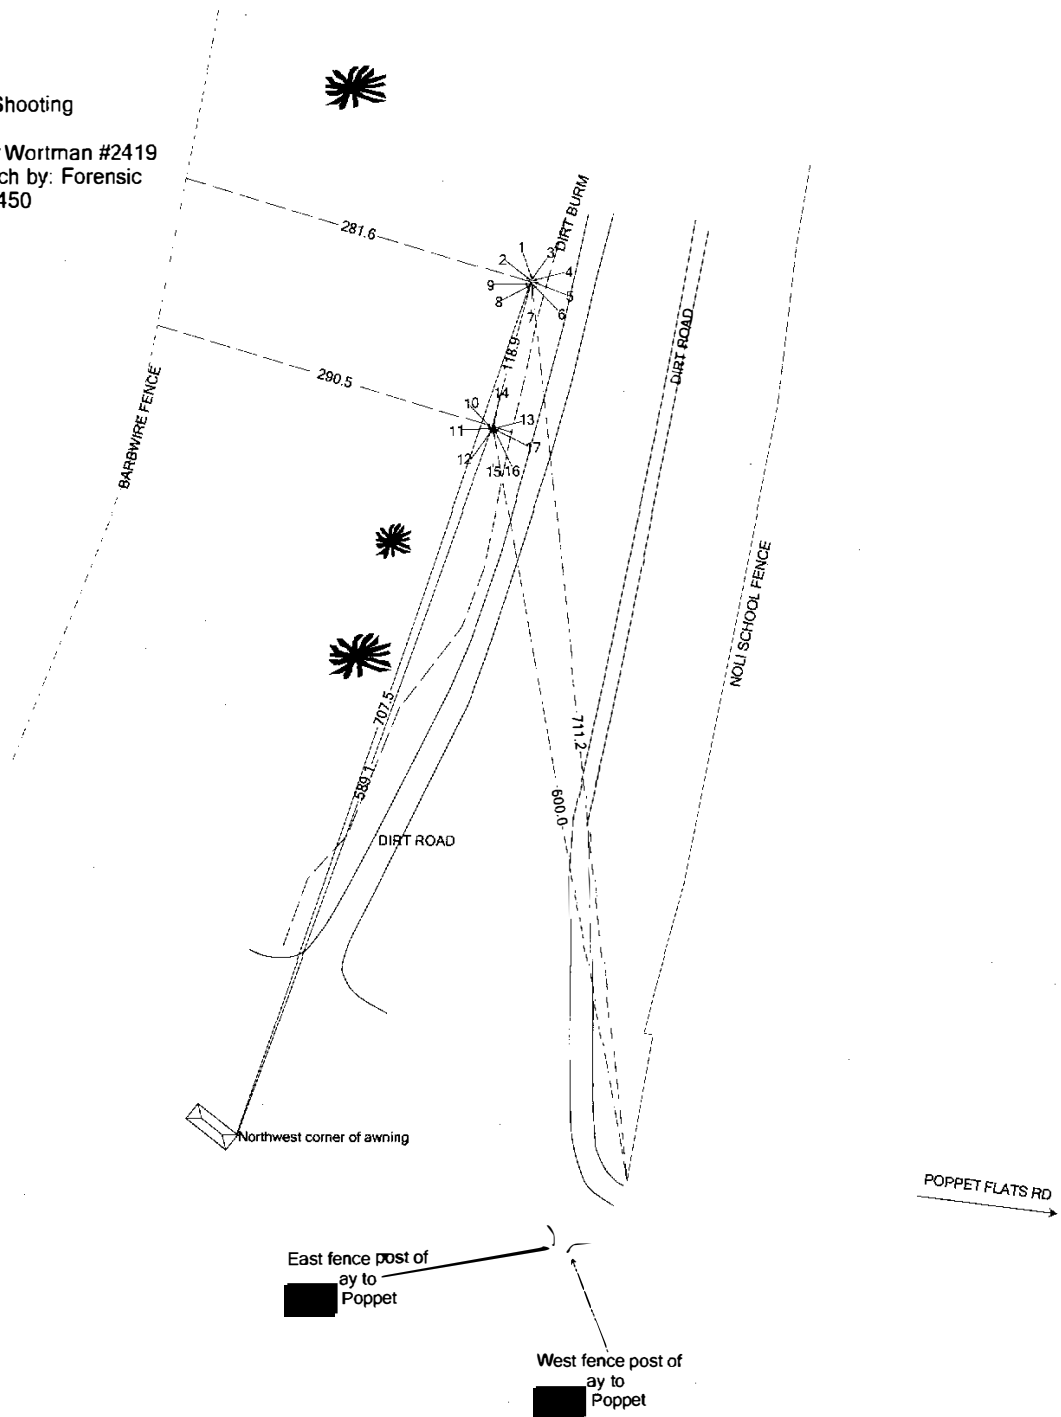 Shooting
Wortman #2419
ch by: Forensic
450
DIRT BURM
281.6
1
2
3
4
9
5
8
6
7
118.9
DIRT ROAD
290.5
BARBWIRE FENCE
10
14
11
13
12
17
15/16
NOLI SCHOOL FENCE
707.5
711.2
589.1
600.0
DIRT ROAD
Northwest corner of awning
POPPET FLATS RD
East fence post of
ay to
Poppet
West fence post of
ay to
Poppet